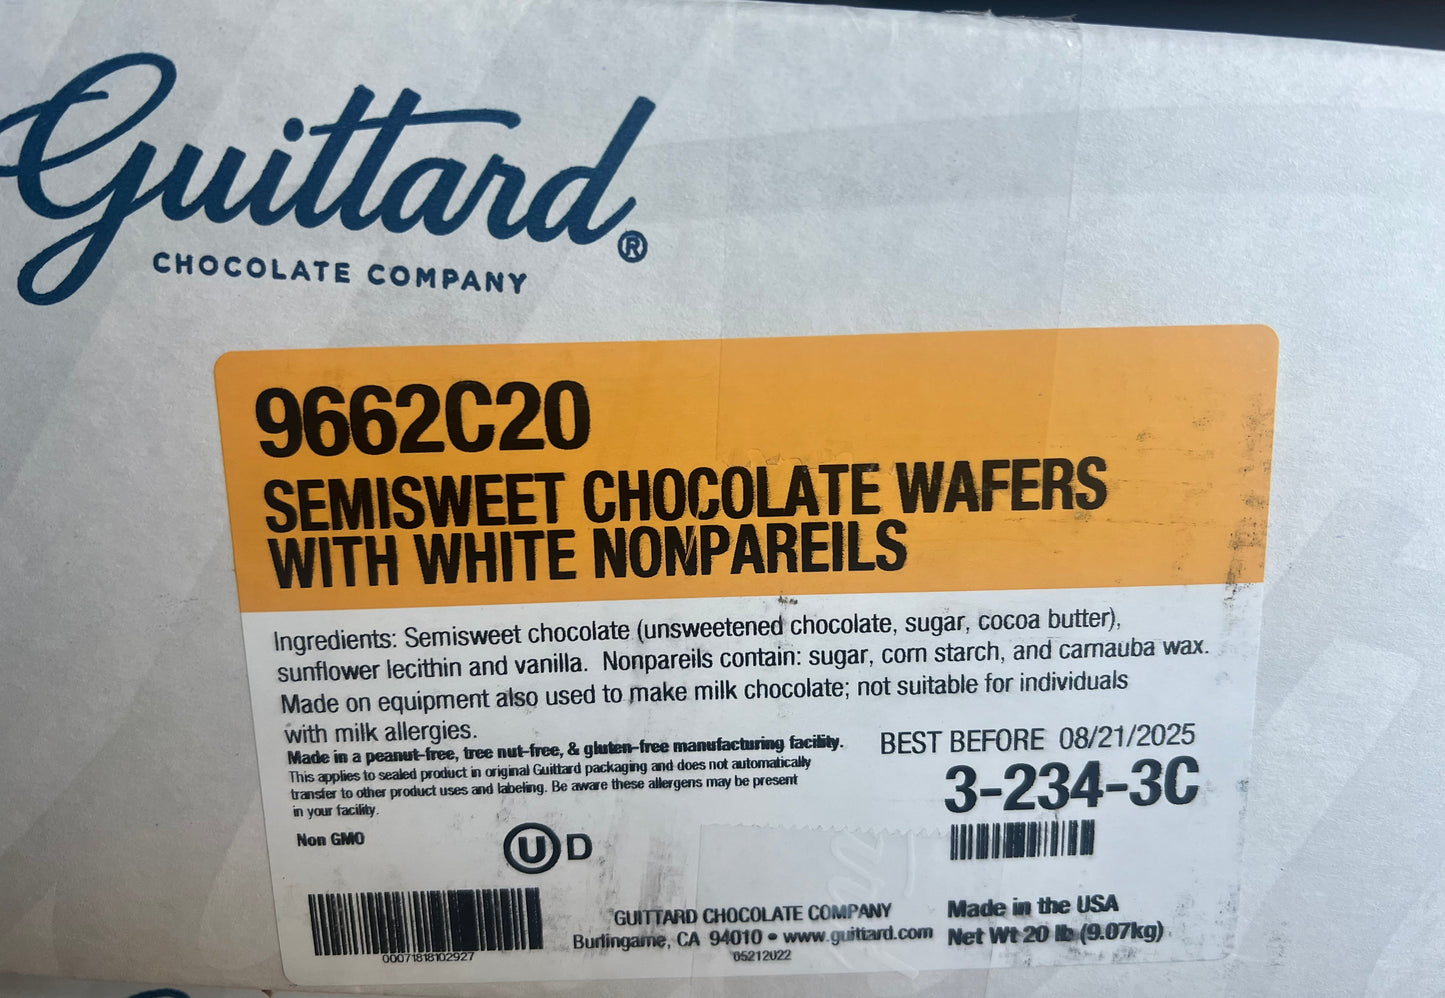 Guittard®
CHOCOLATE COMPANY
9662C20
SEMISWEET CHOCOLATE WAFERS
WITH WHITE NONPAREILS
Ingredients: Semisweet chocolate (unsweetened chocolate, sugar, cocoa butter),
sunflower lecithin and vanilla. Nonpareils contain: sugar, corn starch, and carnauba wax.
Made on equipment also used to make milk chocolate; not suitable for individuals
with milk allergies.
Made in a peanut-free, tree nut-free, & gluten-free manufacturing facility.
This applies to sealed product in original Guittard packaging and does not automatically
transfer to other product uses and labeling. Be aware these allergens may be present
in your facility.
BEST BEFORE 08/21/2025
3-234-3C
Non GMO
U D
00071818102927
GUITTARD CHOCOLATE COMPANY
Burlingame, CA 94010 • www.guittard.com
05212022
Made in the USA
Net Wt 20 lb (9.07kg)